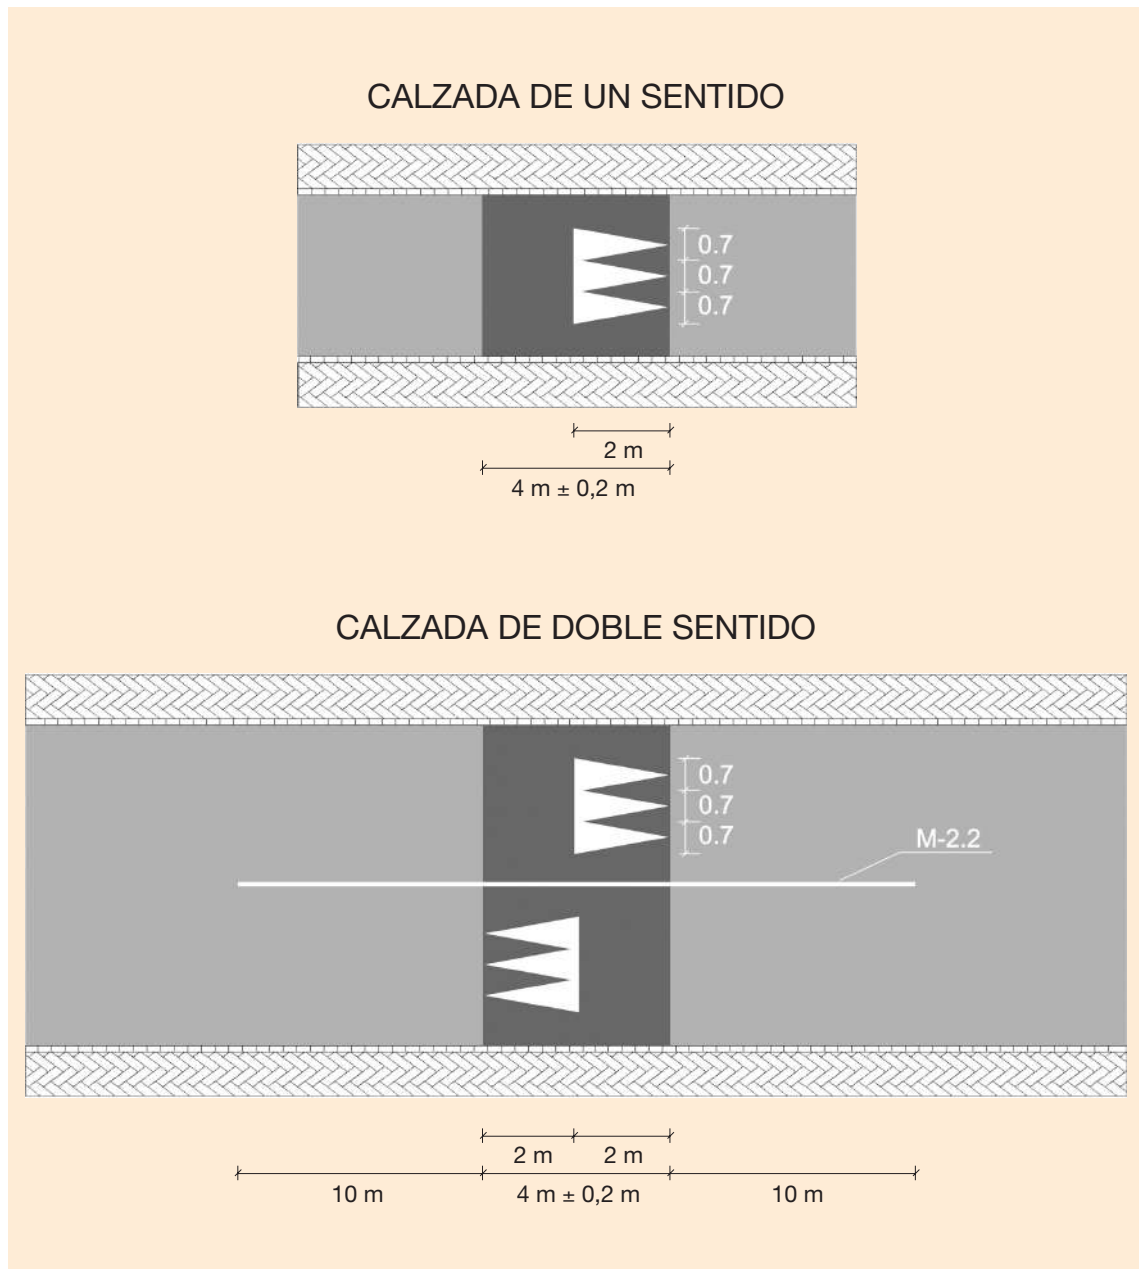 CALZADA DE UN SENTIDO
0.7
0.7
0.7
2 m
4 m ± 0,2 m
CALZADA DE DOBLE SENTIDO
0.7
0.7
0.7
M-2.2
2 m 2 m
10 m 4 m ± 0,2 m 10 m